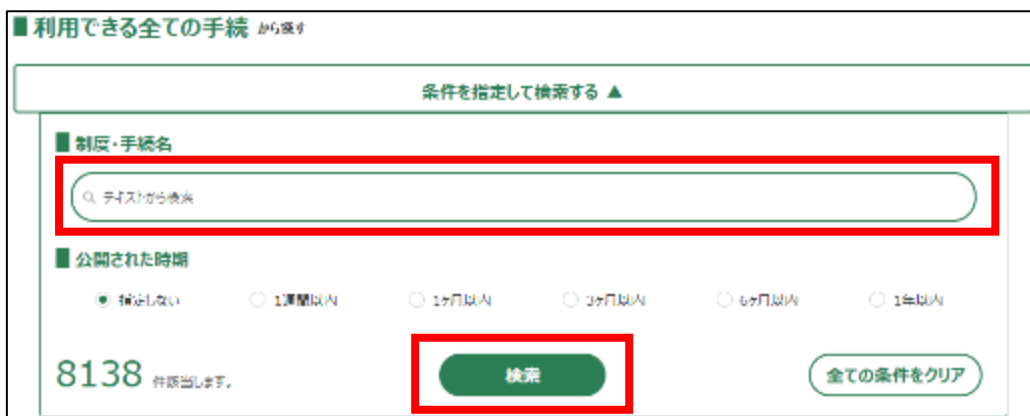 利用できる全ての手続 から探す
条件を指定して検索する ▲
制度・手続名
テキストから検索
公開された時期
指定しない 1週間以内 1ヶ月以内 3ヶ月以内 6ヶ月以内 1年以内
8138 件該当します。 検索 全ての条件をクリア